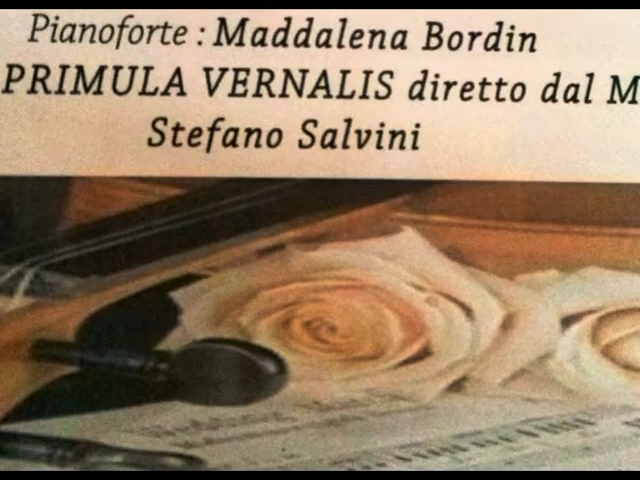 Pianoforte : Maddalena Bordin
PRIMULA VERNALIS diretto dal M
Stefano Salvini